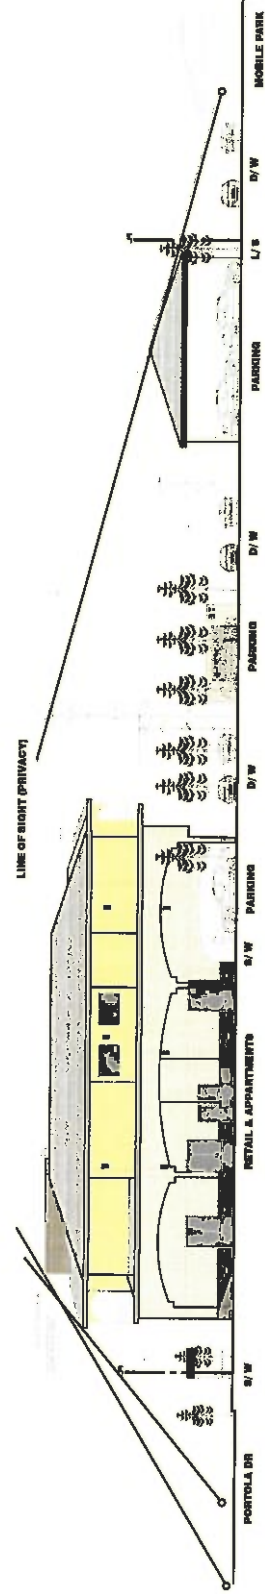 LINE OF SIGHT (PRIVACY)
PORTOLA DR
S/W
RETAIL & APPARTMENTS
S/W
PARKING
D/W
PARKING
D/W
PARKING
L/S
D/W
MOBILE PARK